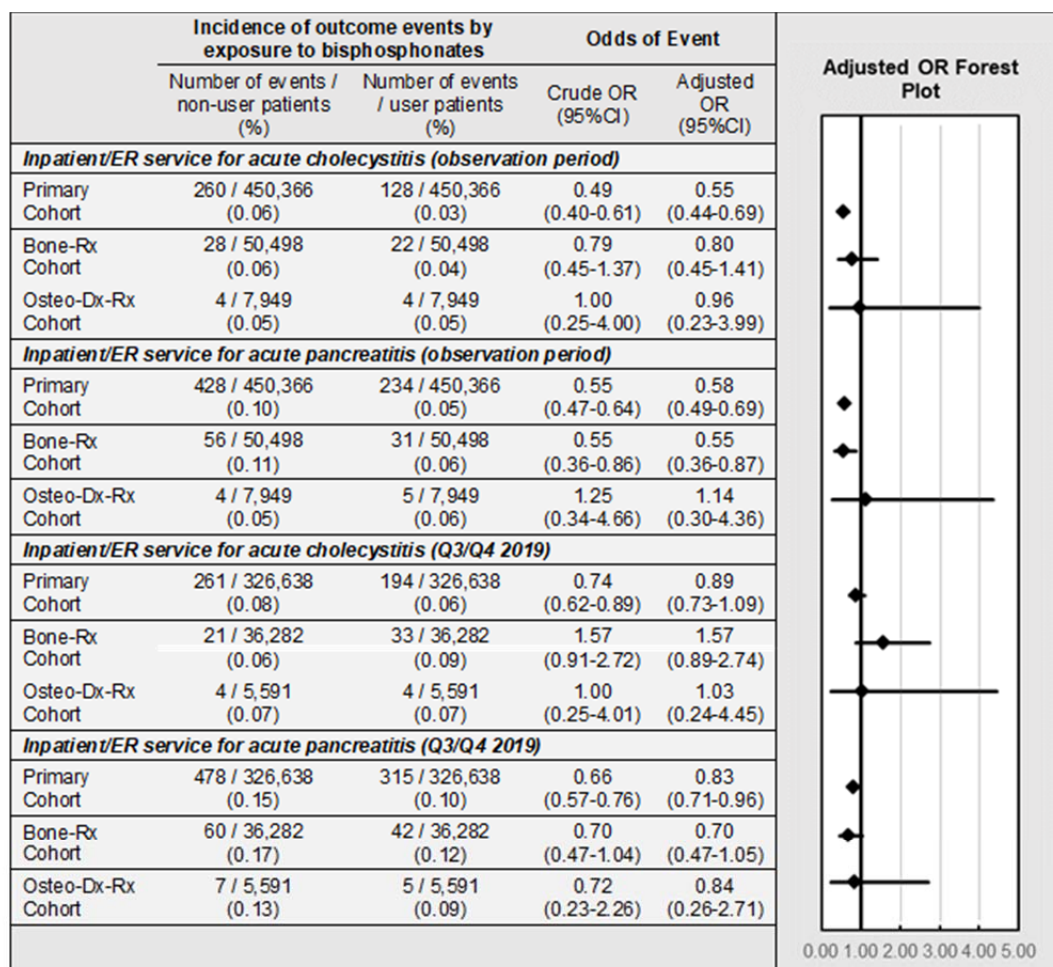 Incidence of outcome events by exposure to bisphosphonates Odds of Event
Number of events / non-user patients (%) Number of events / user patients (%) Crude OR (95%CI) Adjusted OR (95%CI)
Adjusted OR Forest Plot
Inpatient/ER service for acute cholecystitis (observation period)
Primary 260 / 450,366 128 / 450,366 0.49 0.55
Cohort (0.06) (0.03) (0.40-0.61) (0.44-0.69)
Bone-Rx 28 / 50,498 22 / 50,498 0.79 0.80
Cohort (0.06) (0.04) (0.45-1.37) (0.45-1.41)
Osteo-Dx-Rx 4 / 7,949 4 / 7,949 1.00 0.96
Cohort (0.05) (0.05) (0.25-4.00) (0.23-3.99)
Inpatient/ER service for acute pancreatitis (observation period)
Primary 428 / 450,366 234 / 450,366 0.55 0.58
Cohort (0.10) (0.05) (0.47-0.64) (0.49-0.69)
Bone-Rx 56 / 50,498 31 / 50,498 0.55 0.55
Cohort (0.11) (0.06) (0.36-0.86) (0.36-0.87)
Osteo-Dx-Rx 4 / 7,949 5 / 7,949 1.25 1.14
Cohort (0.05) (0.06) (0.34-4.66) (0.30-4.36)
Inpatient/ER service for acute cholecystitis (Q3/Q4 2019)
Primary 261 / 326,638 194 / 326,638 0.74 0.89
Cohort (0.08) (0.06) (0.62-0.89) (0.73-1.09)
Bone-Rx 21 / 36,282 33 / 36,282 1.57 1.57
Cohort (0.06) (0.09) (0.91-2.72) (0.89-2.74)
Osteo-Dx-Rx 4 / 5,591 4 / 5,591 1.00 1.03
Cohort (0.07) (0.07) (0.25-4.01) (0.24-4.45)
Inpatient/ER service for acute pancreatitis (Q3/Q4 2019)
Primary 478 / 326,638 315 / 326,638 0.66 0.83
Cohort (0.15) (0.10) (0.57-0.76) (0.71-0.96)
Bone-Rx 60 / 36,282 42 / 36,282 0.70 0.70
Cohort (0.17) (0.12) (0.47-1.04) (0.47-1.05)
Osteo-Dx-Rx 7 / 5,591 5 / 5,591 0.72 0.84
Cohort (0.13) (0.09) (0.23-2.26) (0.26-2.71)
0.00 1.00 2.00 3.00 4.00 5.00